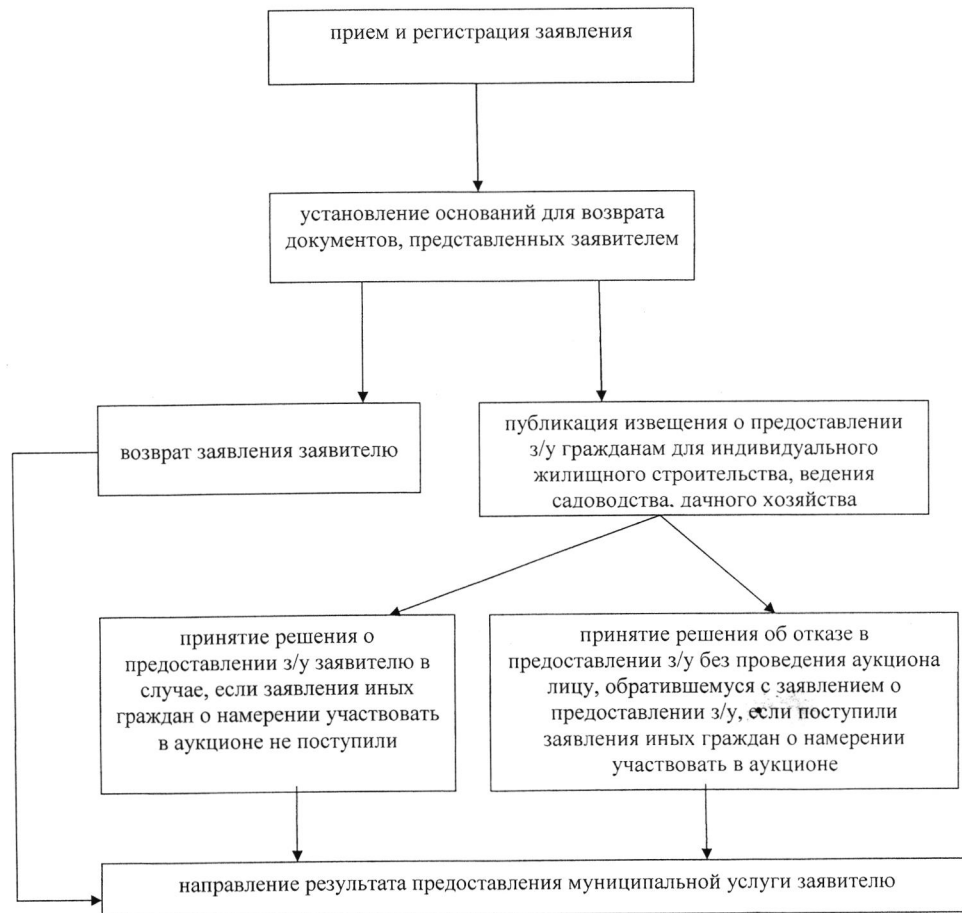 прием и регистрация заявления
установление оснований для возврата
документов, представленных заявителем
возврат заявления заявителю
публикация извещения о предоставлении
з/у гражданам для индивидуального
жилищного строительства, ведения
садоводства, дачного хозяйства
принятие решения о
предоставлении з/у заявителю в
случае, если заявления иных
граждан о намерении участвовать
в аукционе не поступили
принятие решения об отказе в
предоставлении з/у без проведения аукциона
лицу, обратившемуся с заявлением о
предоставлении з/у, если поступили
заявления иных граждан о намерении
участвовать в аукционе
направление результата предоставления муниципальной услуги заявителю